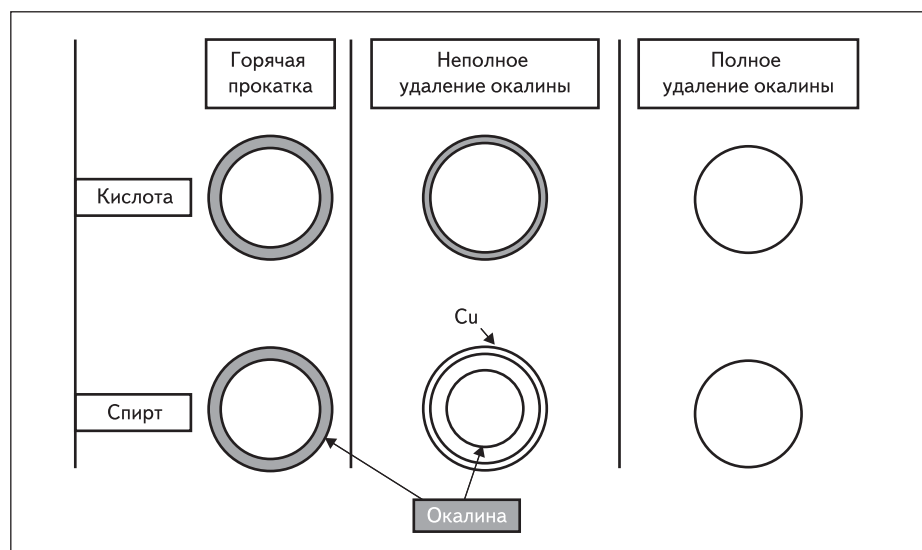 Горячая
прокатка
Неполное
удаление окалины
Полное
удаление окалины
Кислота
Cu
Спирт
Окалина